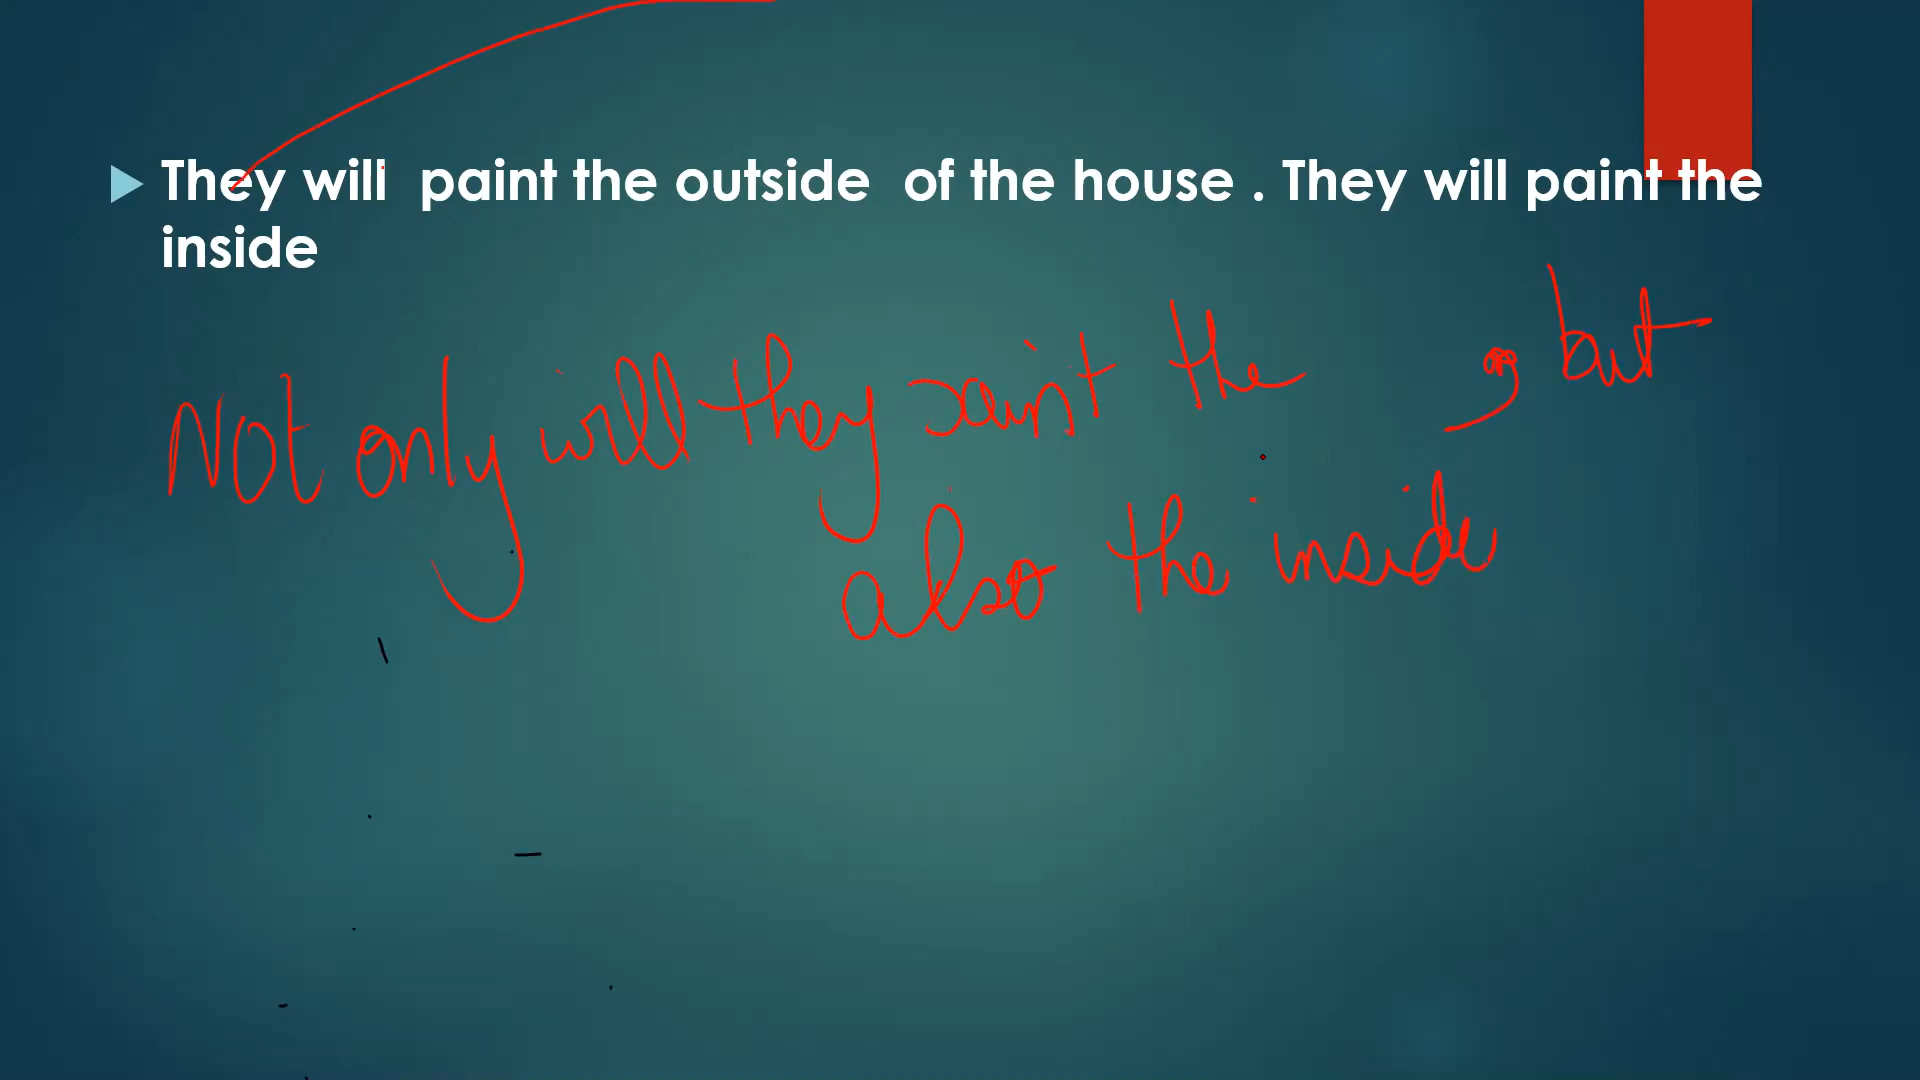 They will paint the outside of the house . They will paint the
inside
Not only will they paint the , but
also the inside